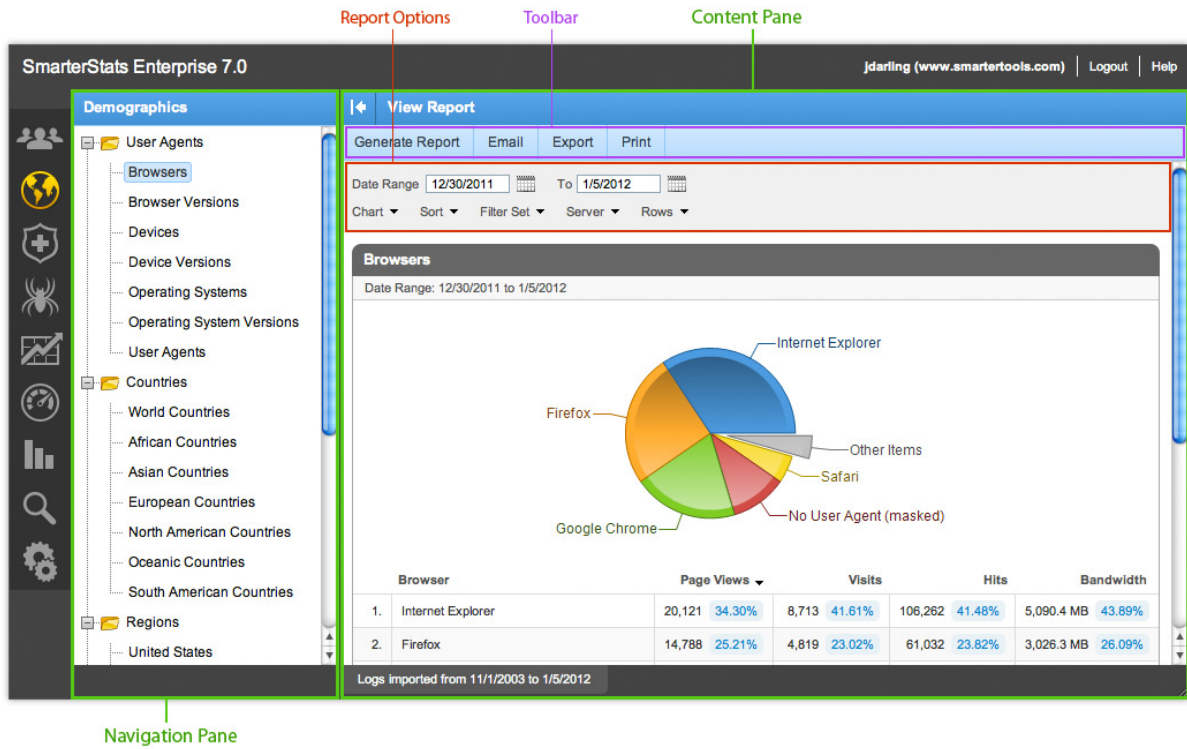 Report Options
Toolbar
Content Pane
SmarterStats Enterprise 7.0
jdarling (www.smartertools.com)
Logout
Help
Demographics
View Report
User Agents
Browsers
Browser Versions
Devices
Device Versions
Operating Systems
Operating System Versions
User Agents
Countries
World Countries
African Countries
Asian Countries
European Countries
North American Countries
Oceanic Countries
South American Countries
Regions
United States
Generate Report Email Export Print
Date Range 12/30/2011 To 1/5/2012
Chart Sort Filter Set Server Rows
Browsers
Date Range: 12/30/2011 to 1/5/2012
Internet Explorer
Firefox
Other Items
Safari
No User Agent (masked)
Google Chrome
Browser Page Views Visits Hits Bandwidth
1. Internet Explorer 20,121 34.30% 8,713 41.61% 106,262 41.48% 5,090.4 MB 43.89%
2. Firefox 14,788 25.21% 4,819 23.02% 61,032 23.82% 3,026.3 MB 26.09%
Logs imported from 11/1/2003 to 1/5/2012
Navigation Pane